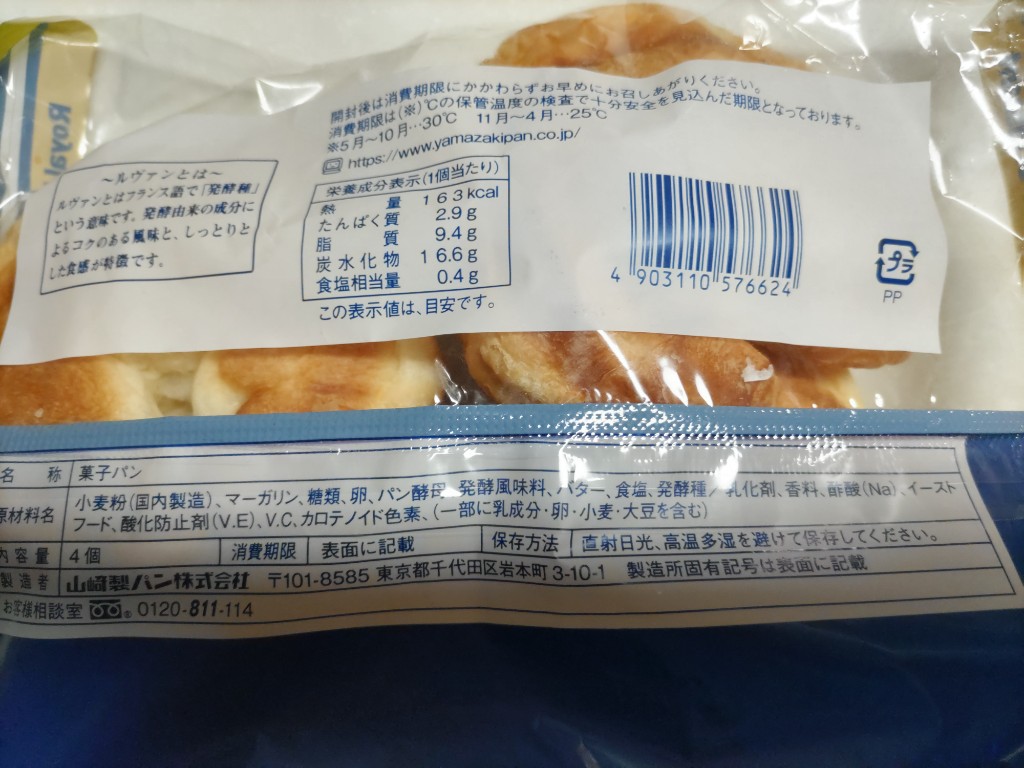 Royal
開封後は消費期限にかかわらずお早めにお召しあがりください。
消費期限は(※)℃の保管温度の検査で十分安全を見込んだ期限となっております。
※5月～10月…30℃ 11月～4月…25℃
https://www.yamazakipan.co.jp/
～ルヴァンとは～
ルヴァンとはフランス語で「発酵種」
という意味です。発酵由来の成分に
よるコクのある風味と、しっとりと
した食感が特徴です。
栄養成分表示(1個当たり)
熱量 163kcal
たんぱく質 2.9g
脂質 9.4g
炭水化物 16.6g
食塩相当量 0.4g
この表示値は、目安です。
4 903110 576624
プラ
PP
名称 菓子パン
原材料名 小麦粉(国内製造)、マーガリン、糖類、卵、パン酵母、発酵風味料、バター、食塩、発酵種/乳化剤、香料、酢酸(Na)、イースト
フード、酸化防止剤(V.E)、V.C、カロテノイド色素、(一部に乳成分・卵・小麦・大豆を含む)
内容量 4個 消費期限 表面に記載 保存方法 直射日光、高温多湿を避けて保存してください。
製造者 山崎製パン株式会社 〒101-8585 東京都千代田区岩本町3-10-1 製造所固有記号は表面に記載
お客様相談室 0120-811-114